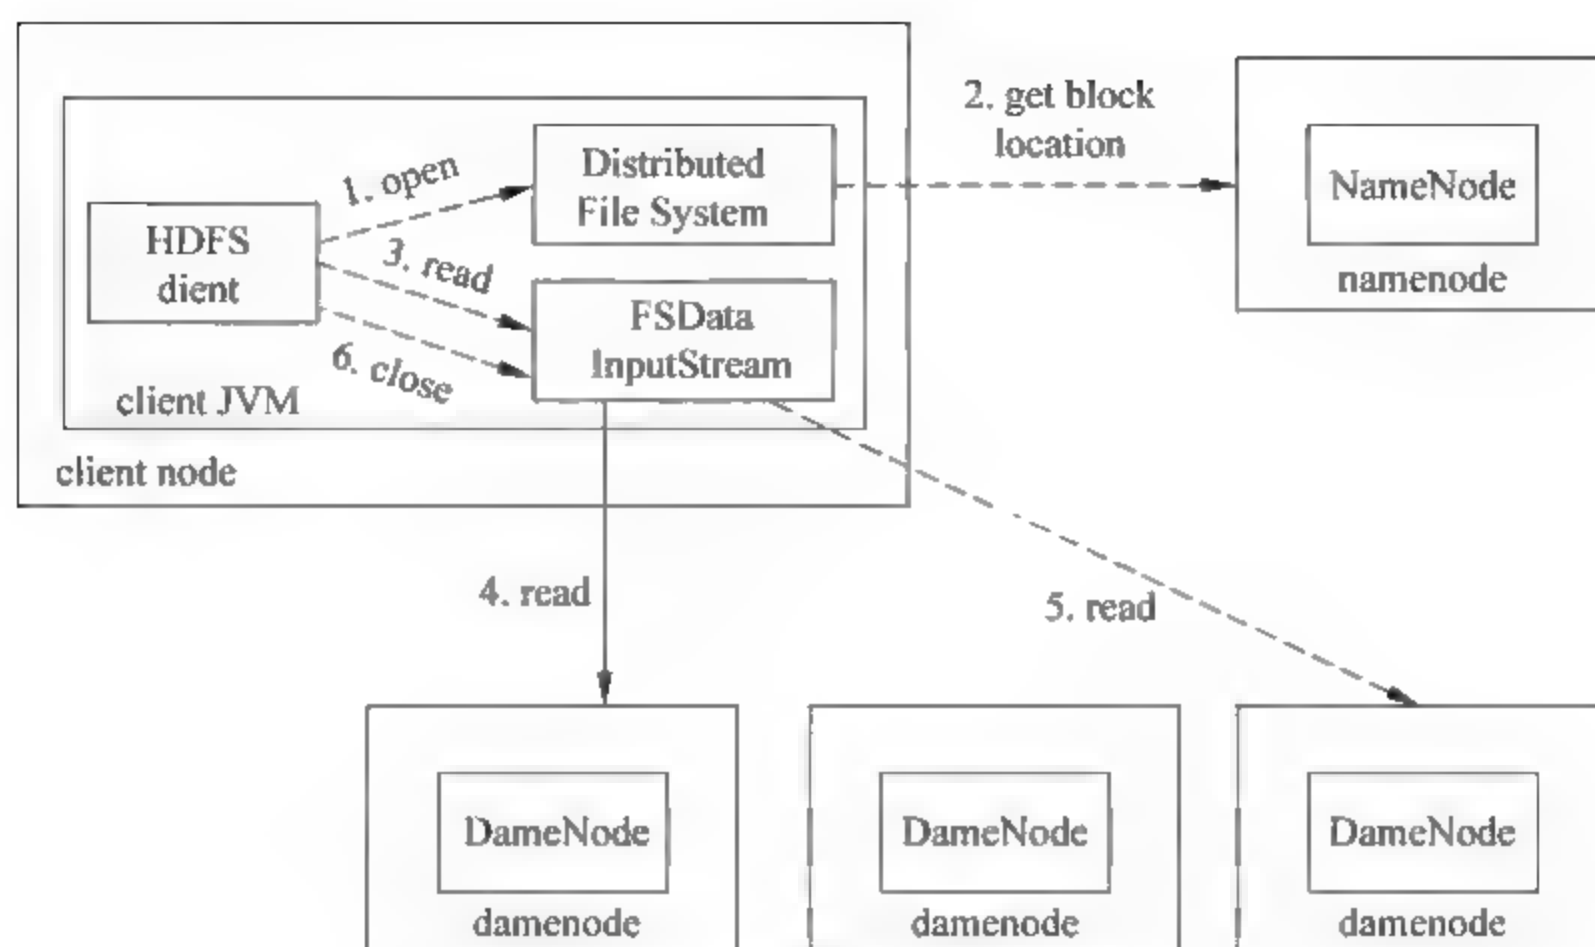 2. get block
location
1. open
Distributed
File System
NameNode
namenode
HDFS
dient
3. read
FSData
InputStream
6. close
client JVM
client node
4. read
5. read
DameNode
damenode
DameNode
damenode
DameNode
damenode